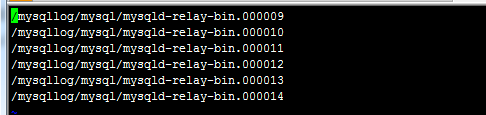 /mysqllog/mysql/mysqld-relay-bin.000009
/mysqllog/mysql/mysqld-relay-bin.000010
/mysqllog/mysql/mysqld-relay-bin.000011
/mysqllog/mysql/mysqld-relay-bin.000012
/mysqllog/mysql/mysqld-relay-bin.000013
/mysqllog/mysql/mysqld-relay-bin.000014